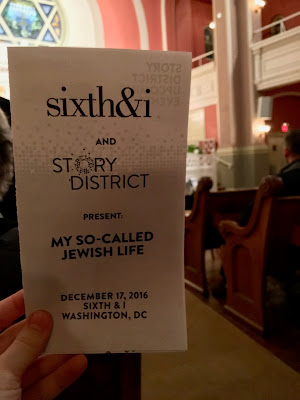 sixth&i
AND
STORY
DISTRICT
PRESENT:
MY SO-CALLED
JEWISH LIFE
DECEMBER 17, 2016
SIXTH & I
WASHINGTON, DC